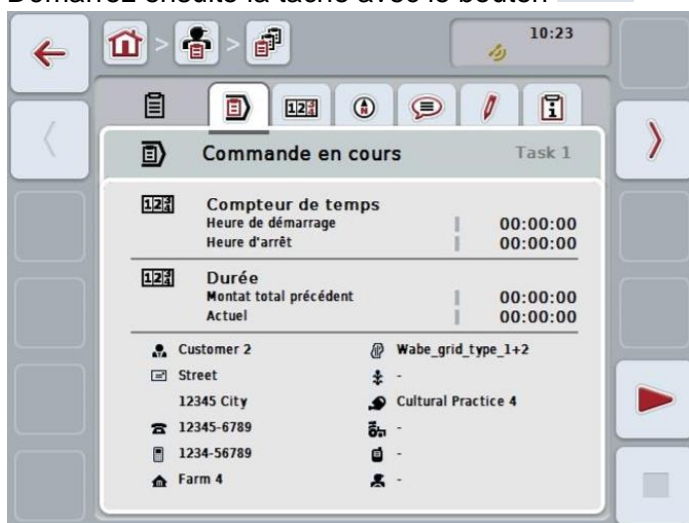 Démarrez ensuite la tâche avec le bouton
10:23
Commande en cours Task 1
Compteur de temps
Heure de démarrage 00:00:00
Heure d'arrêt 00:00:00
Durée
Montat total précédent 00:00:00
Actuel 00:00:00
Customer 2 Wabe_grid_type_1+2
Street -
12345 City Cultural Practice 4
12345-6789 -
1234-56789 -
Farm 4 -